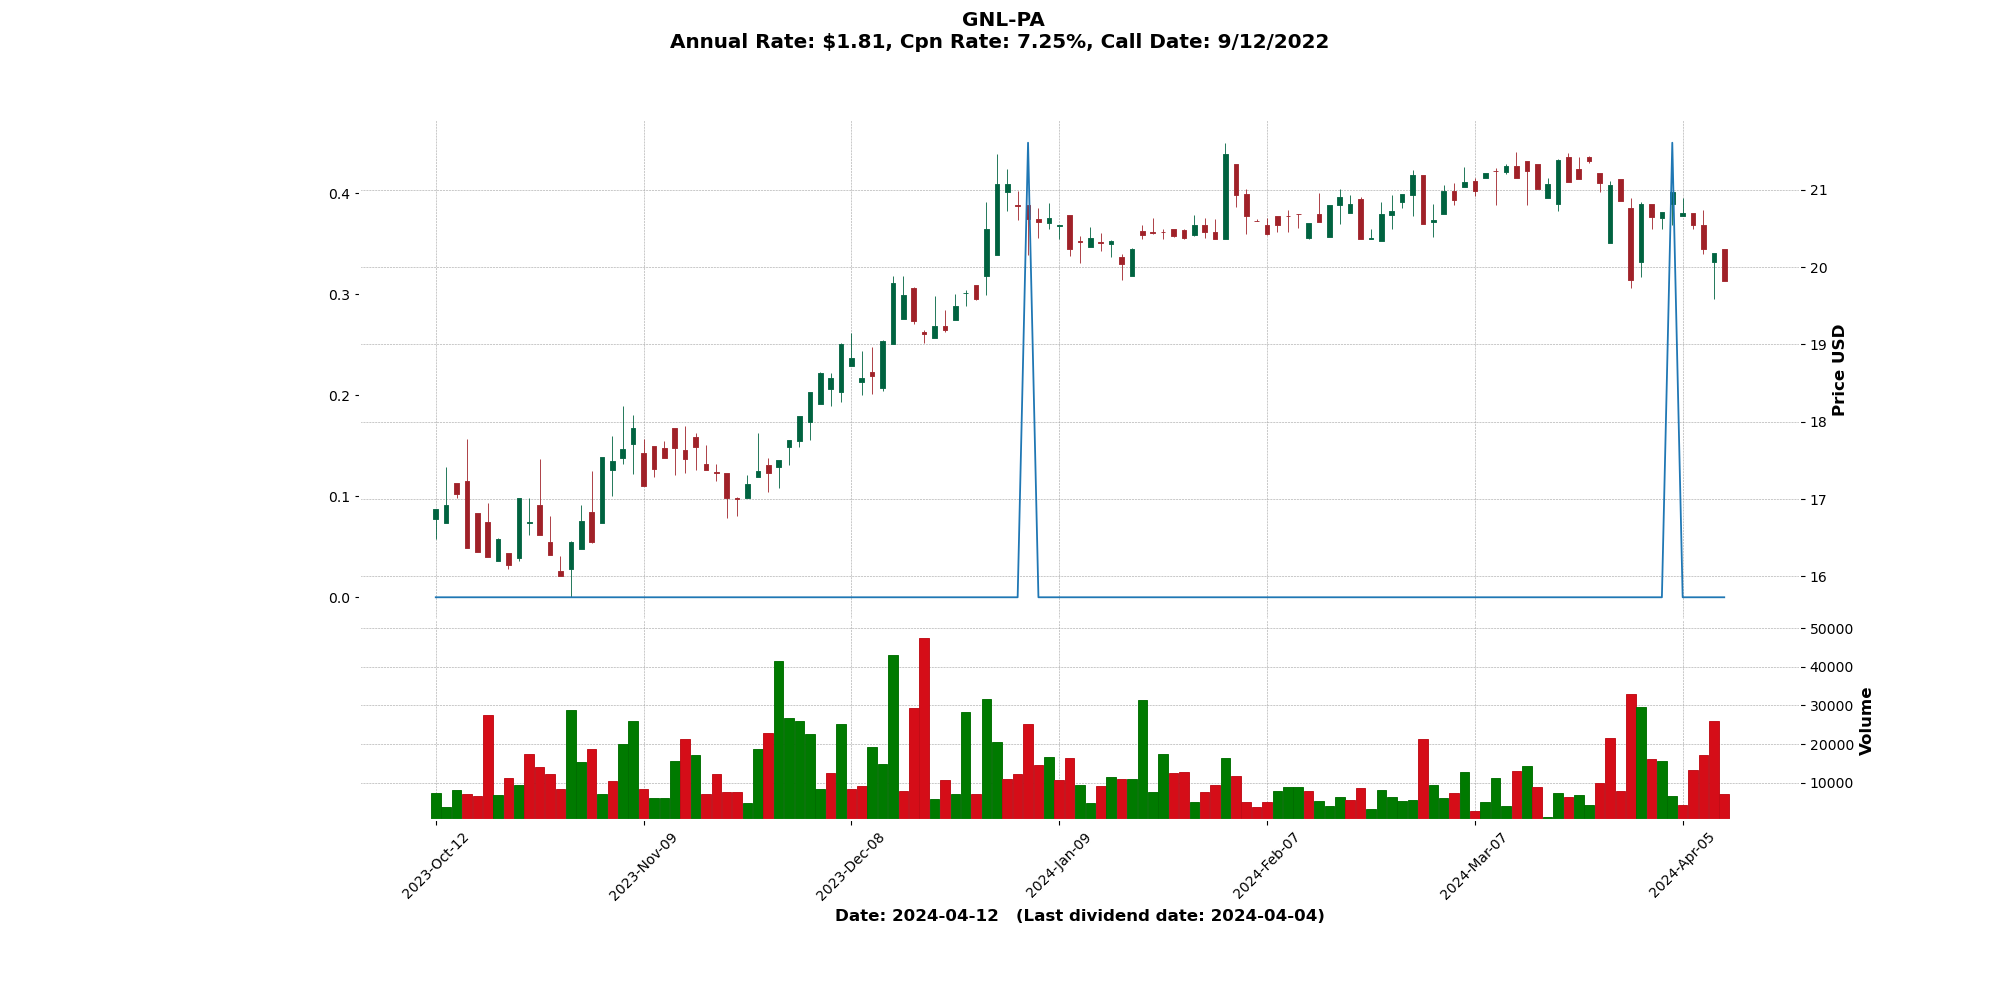 GNL-PA
Annual Rate: $1.81, Cpn Rate: 7.25%, Call Date: 9/12/2022
0.4
0.3
0.2
0.1
0.0
21
20
19
18
17
16
Price USD
50000
40000
30000
20000
10000
Volume
2023-Oct-12
2023-Nov-09
2023-Dec-08
2024-Jan-09
2024-Feb-07
2024-Mar-07
2024-Apr-05
Date: 2024-04-12 (Last dividend date: 2024-04-04)